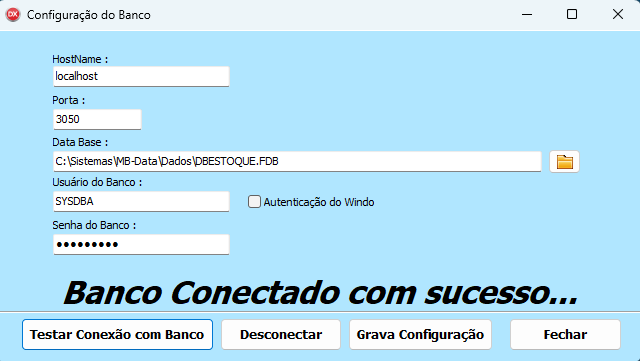 DX Configuração do Banco
HostName :
localhost
Porta :
3050
Data Base :
C:\Sistemas\MB-Data\Dados\DBESTOQUE.FDB
Usuário do Banco :
SYSDBA
Autenticação do Windo
Senha do Banco :
•••••••••
Banco Conectado com sucesso...
Testar Conexão com Banco Desconectar Grava Configuração Fechar